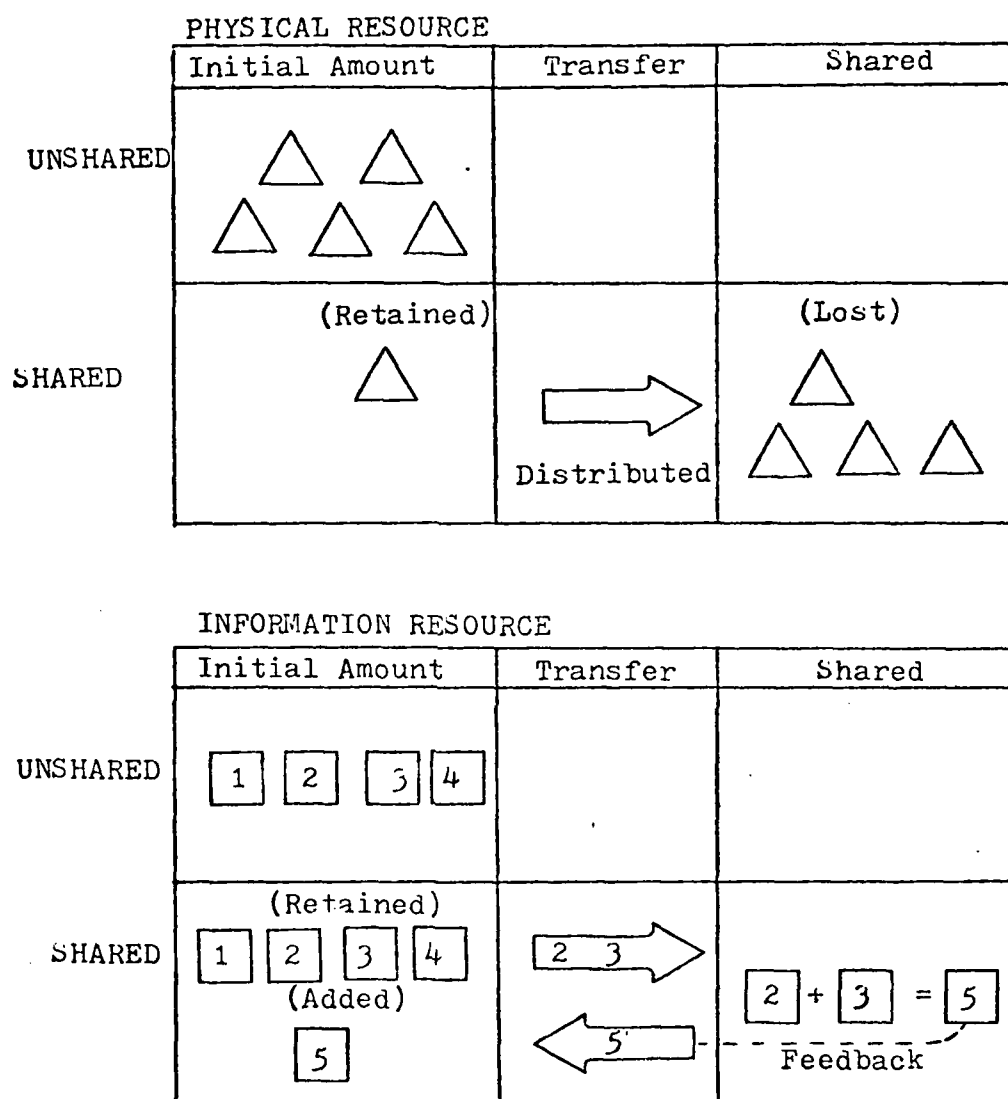 PHYSICAL RESOURCE
Initial Amount Transfer Shared
UNSHARED
(Retained) (Lost)
SHARED
Distributed
INFORMATION RESOURCE
Initial Amount Transfer Shared
UNSHARED 1 2 3 4
(Retained)
SHARED 1 2 3 4 2 3
(Added) 2 + 3 = 5
5 5
Feedback